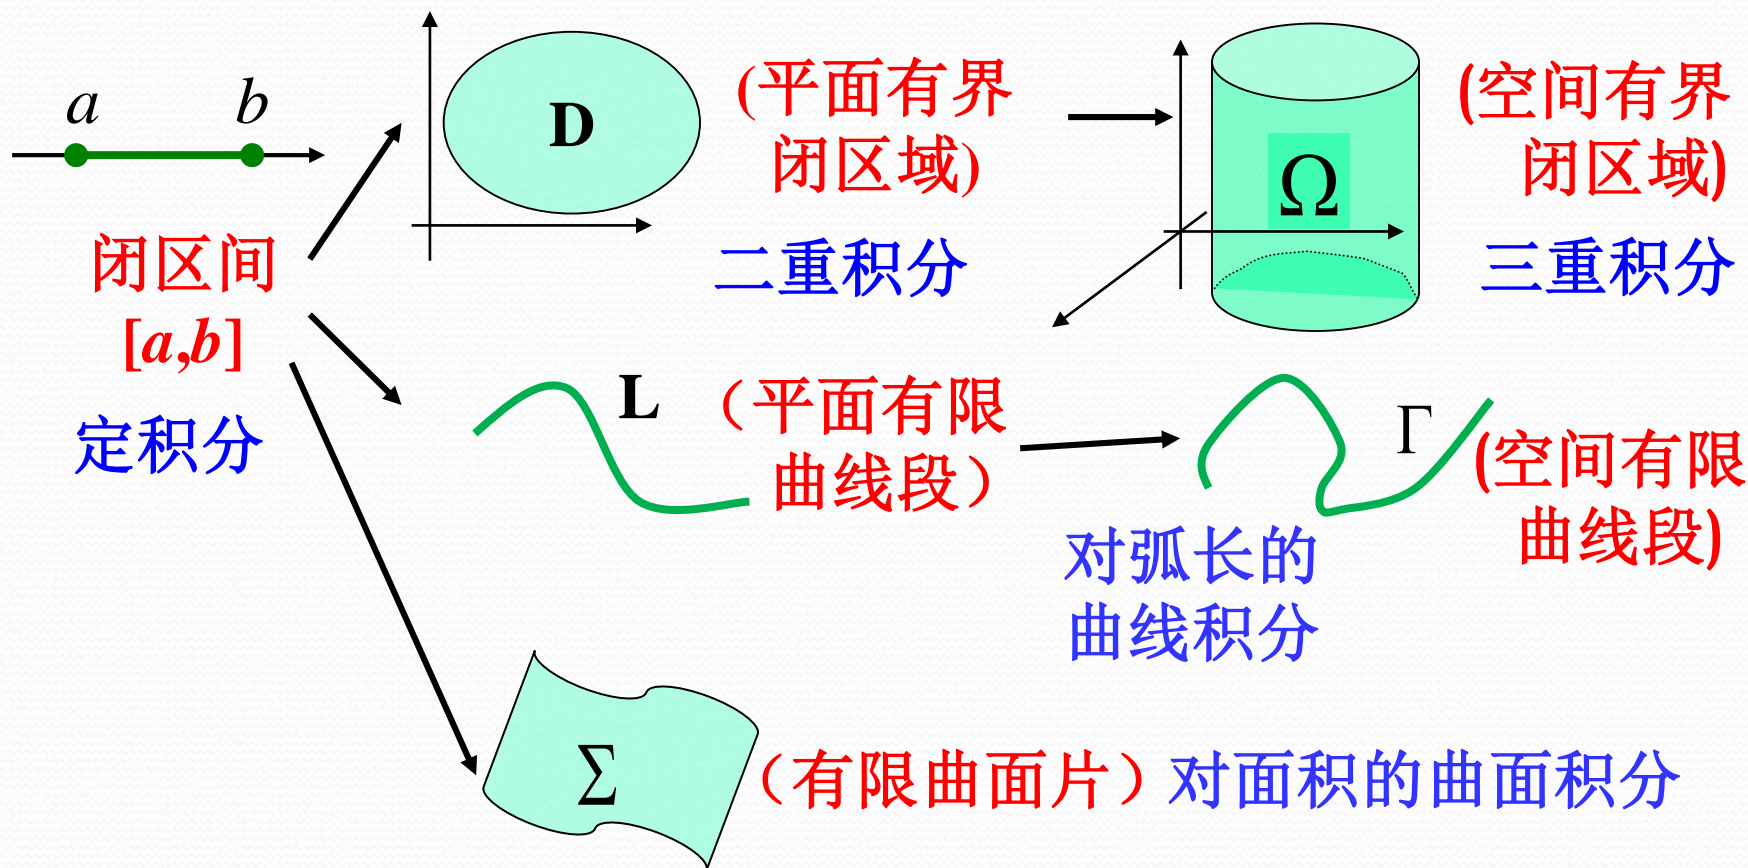 a b
闭区间
[a,b]
定积分
D
(平面有界
闭区域)
二重积分
Ω
(空间有界
闭区域)
三重积分
L
（平面有限
曲线段）
Γ
(空间有限
曲线段)
对弧长的
曲线积分
∑
（有限曲面片）对面积的曲面积分